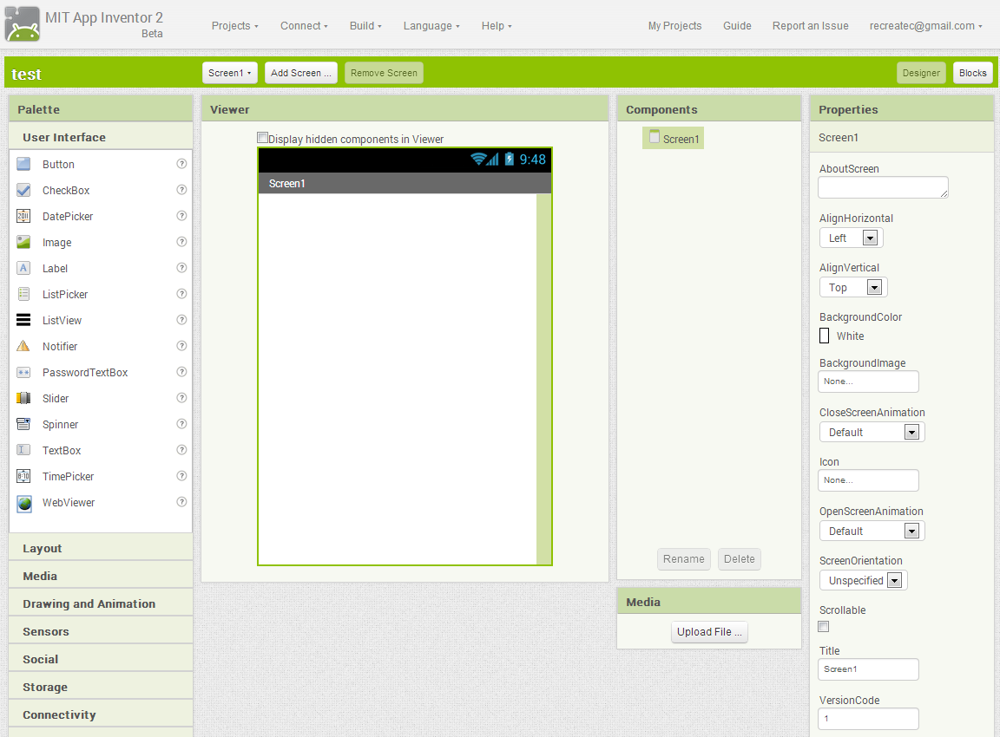 MIT App Inventor 2
Beta
Projects
Connect
Build
Language
Help
My Projects
Guide
Report an Issue
recreatec@gmail.com
test
Screen1
Add Screen ...
Remove Screen
Designer
Blocks
Palette
User Interface
Button
CheckBox
2011
DatePicker
Image
A
Label
ListPicker
ListView
Notifier
PasswordTextBox
Slider
Spinner
TextBox
8:10
TimePicker
WebViewer
Layout
Media
Drawing and Animation
Sensors
Social
Storage
Connectivity
Viewer
Display hidden components in Viewer
9:48
Screen1
Components
Screen1
Rename
Delete
Media
Upload File ...
Properties
Screen1
AboutScreen
AlignHorizontal
Left
AlignVertical
Top
BackgroundColor
White
BackgroundImage
None...
CloseScreenAnimation
Default
Icon
None...
OpenScreenAnimation
Default
ScreenOrientation
Unspecified
Scrollable
Title
Screen1
VersionCode
1